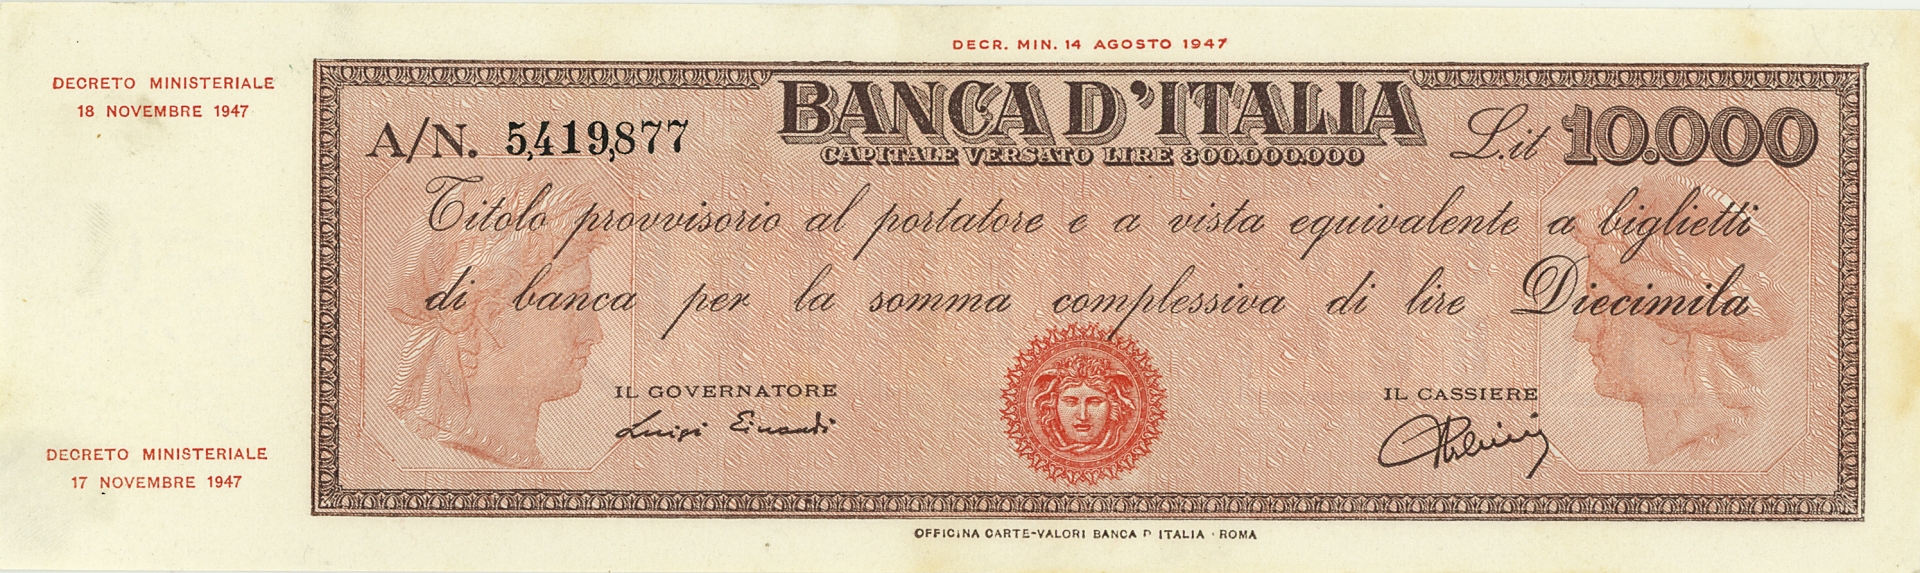 DECR. MIN. 14 AGOSTO 1947
DECRETO MINISTERIALE
18 NOVEMBRE 1947
BANCA D'ITALIA
CAPITALE VERSATO LIRE 300.000.000
A/N. 5,419,877
L.it 10.000
Titolo provvisorio al portatore e a vista equivalente a biglietti
di banca per la somma complessiva di lire Diecimila
IL GOVERNATORE
Luigi Einaudi
IL CASSIERE
DECRETO MINISTERIALE
17 NOVEMBRE 1947
OFFICINA CARTE-VALORI BANCA D ITALIA · ROMA